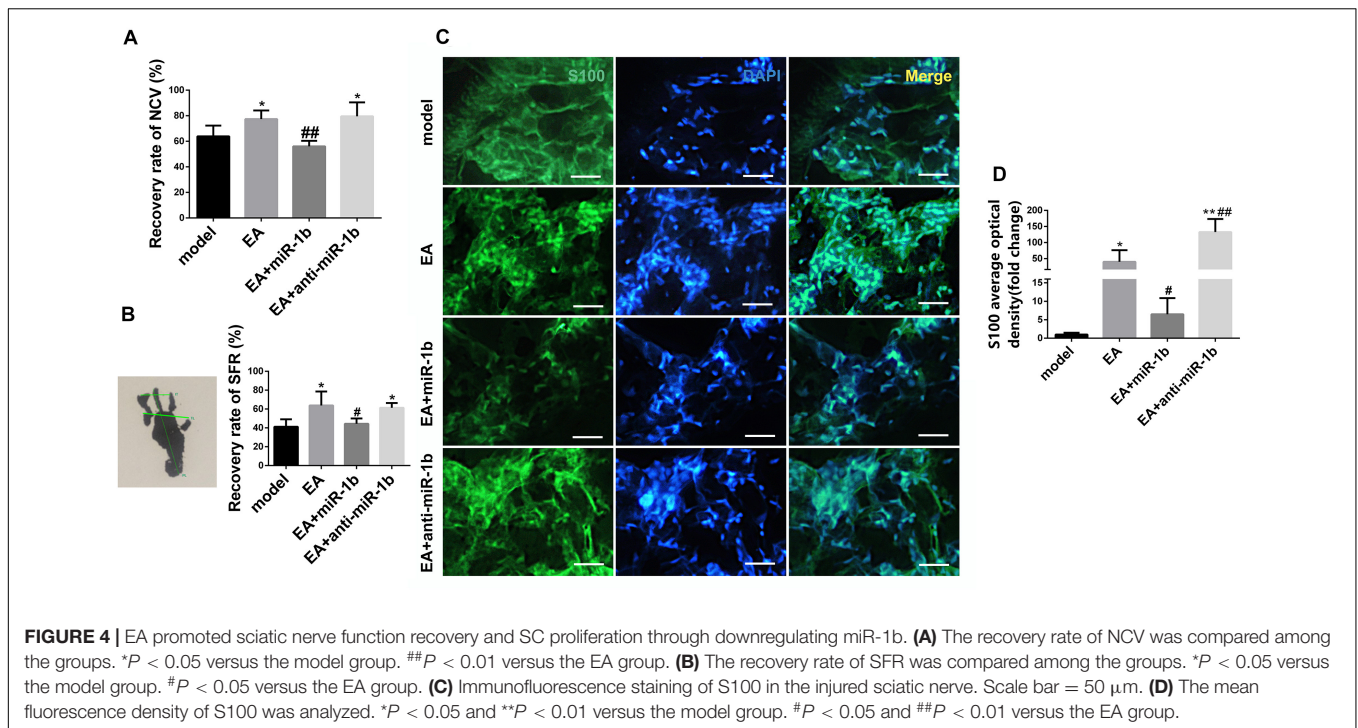 A
Recovery rate of NCV (%)
100
80
60
40
20
0
*
##
*
model
EA
EA+miR-1b
EA+anti-miR-1b
B
Recovery rate of SFR (%)
100
80
60
40
20
0
*
#
*
model
EA
EA+miR-1b
EA+anti-miR-1b
C
S100
DAPI
Merge
model
EA
EA+miR-1b
EA+anti-miR-1b
D
S100 average optical
density(fold change)
200
150
100
50
15
10
5
0
*
#
**##
model
EA
EA+miR-1b
EA+anti-miR-1b
FIGURE 4 | EA promoted sciatic nerve function recovery and SC proliferation through downregulating miR-1b. (A) The recovery rate of NCV was compared among
the groups. *P < 0.05 versus the model group. ##P < 0.01 versus the EA group. (B) The recovery rate of SFR was compared among the groups. *P < 0.05 versus
the model group. #P < 0.05 versus the EA group. (C) Immunofluorescence staining of S100 in the injured sciatic nerve. Scale bar = 50 μm. (D) The mean
fluorescence density of S100 was analyzed. *P < 0.05 and **P < 0.01 versus the model group. #P < 0.05 and ##P < 0.01 versus the EA group.